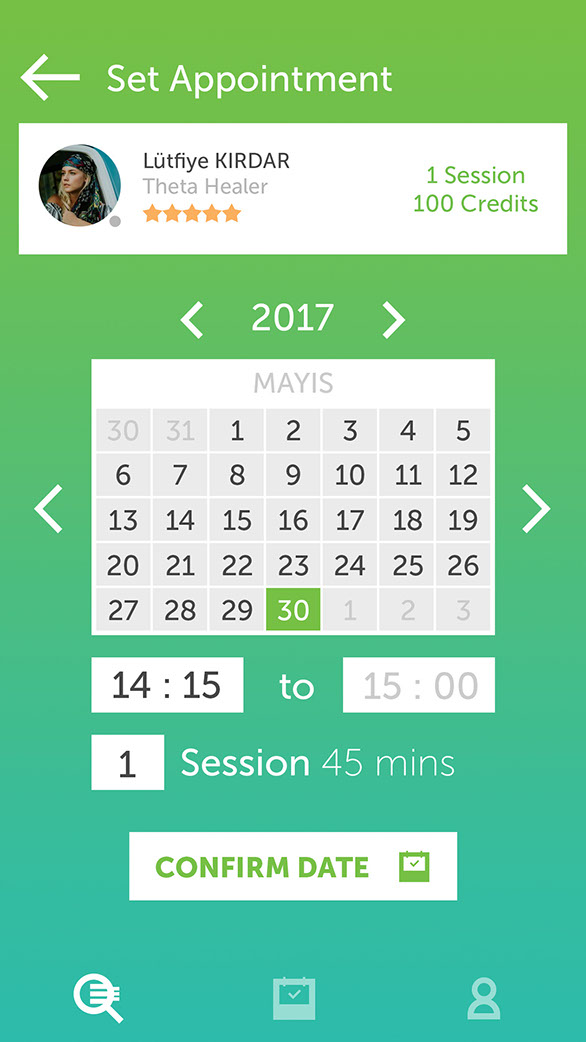 Set Appointment
Lütfiye KIRDAR
Theta Healer
1 Session
100 Credits
2017
MAYIS
30 31 1 2 3 4 5
6 7 8 9 10 11 12
13 14 15 16 17 18 19
20 21 22 23 24 25 26
27 28 29 30 1 2 3
14 : 15 to 15 : 00
1 Session 45 mins
CONFIRM DATE